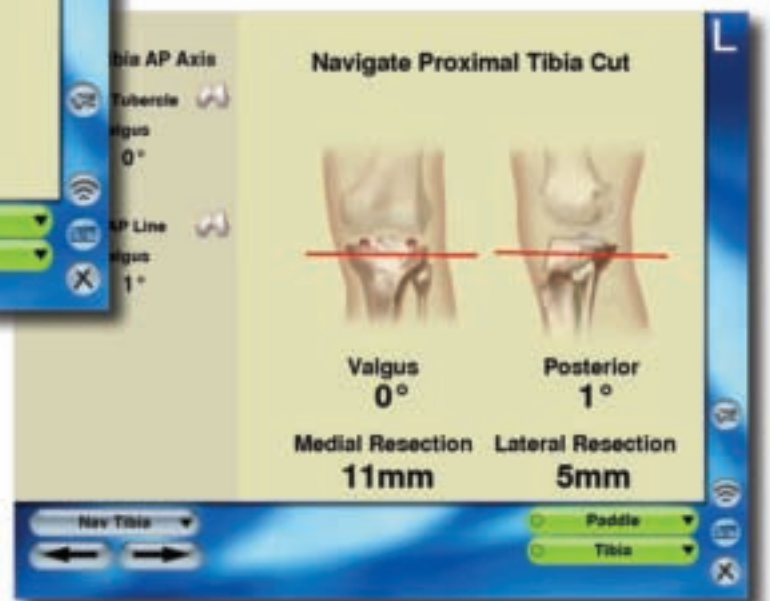 L
bia AP Axis
Navigate Proximal Tibia Cut
Tubercle
lgus
0°
AP Line
lgus
1°
Valgus
0°
Posterior
1°
Medial Resection
11mm
Lateral Resection
5mm
Nav Tibia
Paddle
Tibia